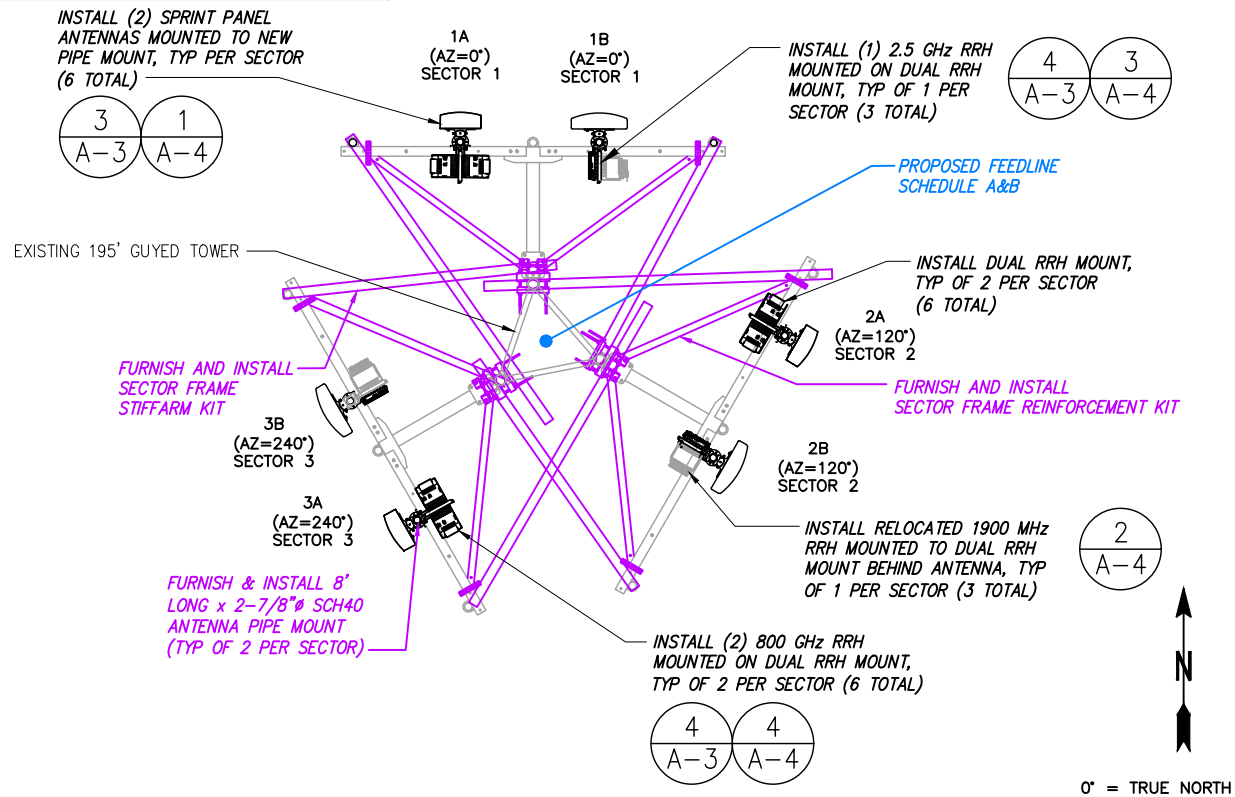 INSTALL (2) SPRINT PANEL
ANTENNAS MOUNTED TO NEW
PIPE MOUNT, TYP PER SECTOR
(6 TOTAL)
3
A-3
1
A-4
1A
(AZ=0°)
SECTOR 1
1B
(AZ=0°)
SECTOR 1
INSTALL (1) 2.5 GHz RRH
MOUNTED ON DUAL RRH
MOUNT, TYP OF 1 PER
SECTOR (3 TOTAL)
4
A-3
3
A-4
PROPOSED FEEDLINE
SCHEDULE A&B
EXISTING 195' GUYED TOWER
INSTALL DUAL RRH MOUNT,
TYP OF 2 PER SECTOR
(6 TOTAL)
2A
(AZ=120°)
SECTOR 2
FURNISH AND INSTALL
SECTOR FRAME
STIFFARM KIT
FURNISH AND INSTALL
SECTOR FRAME REINFORCEMENT KIT
3B
(AZ=240°)
SECTOR 3
2B
(AZ=120°)
SECTOR 2
3A
(AZ=240°)
SECTOR 3
INSTALL RELOCATED 1900 MHz
RRH MOUNTED TO DUAL RRH
MOUNT BEHIND ANTENNA, TYP
OF 1 PER SECTOR (3 TOTAL)
2
A-4
FURNISH & INSTALL 8'
LONG x 2-7/8"ø SCH40
ANTENNA PIPE MOUNT
(TYP OF 2 PER SECTOR)
INSTALL (2) 800 GHz RRH
MOUNTED ON DUAL RRH MOUNT,
TYP OF 2 PER SECTOR (6 TOTAL)
4
A-3
4
A-4
N
0° = TRUE NORTH